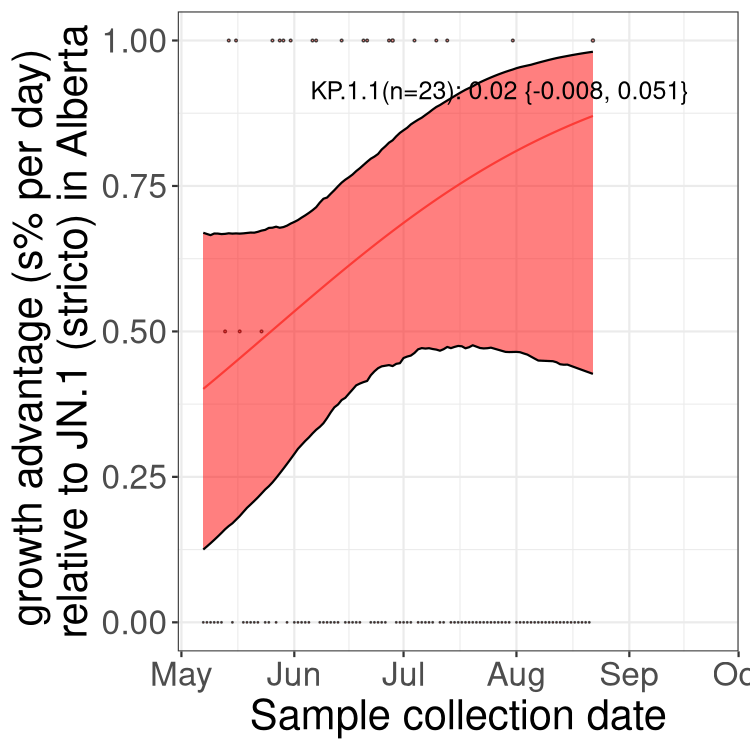 growth advantage (s% per day)
relative to JN.1 (stricto) in Alberta
1.00
0.75
0.50
0.25
0.00
KP.1.1(n=23): 0.02 {-0.008, 0.051}
May Jun Jul Aug Sep Oc
Sample collection date